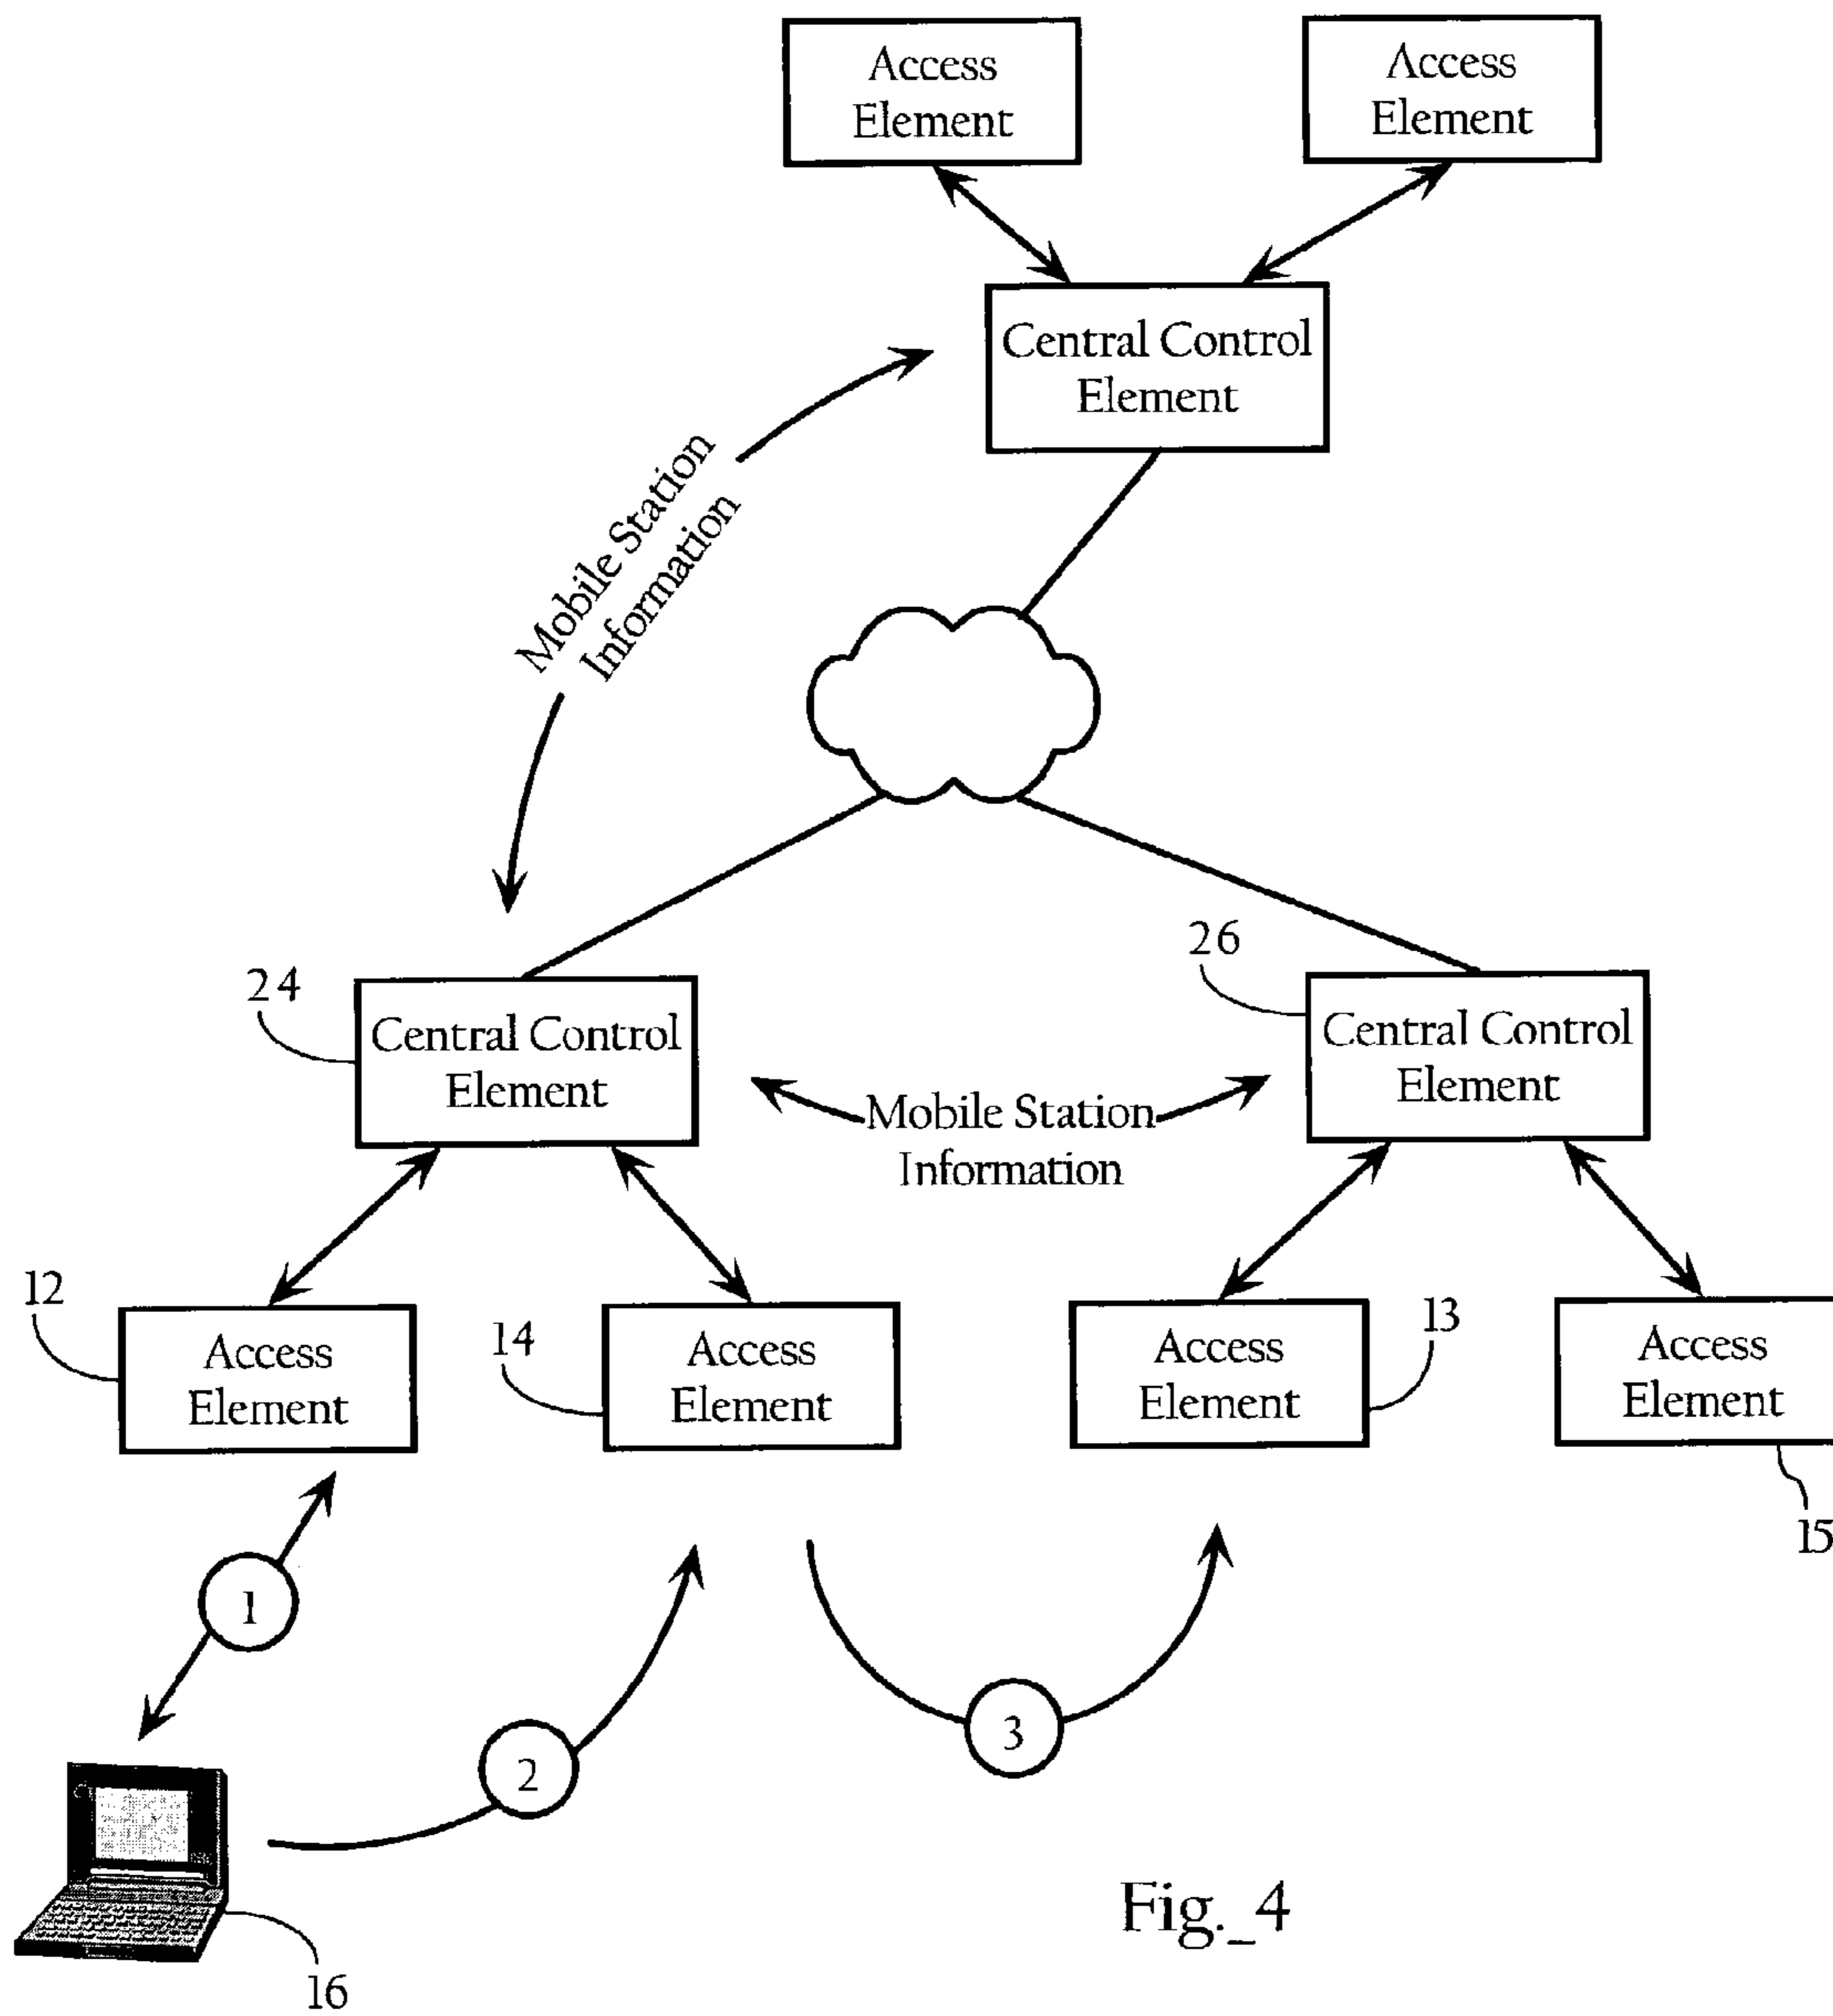 Access
Element
Access
Element
Central Control
Element
Mobile Station
Information
24
Central Control
Element
26
Central Control
Element
Mobile Station
Information
12
Access
Element
14
Access
Element
13
Access
Element
15
Access
Element
1
2
3
16
Fig._4